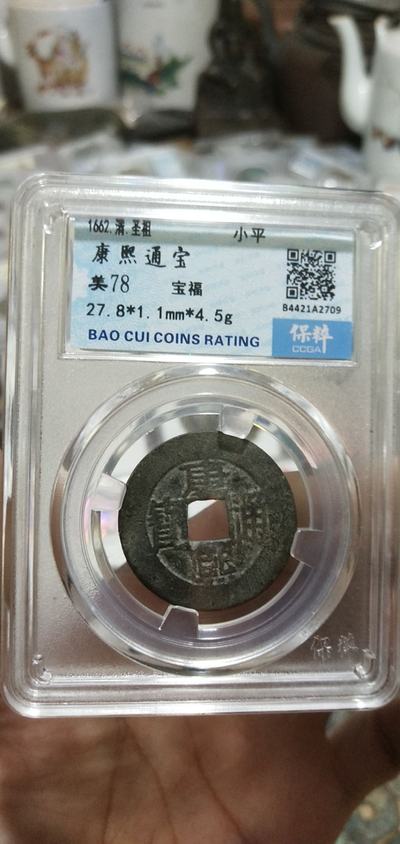 1662.清.圣祖
小平
康熙通宝
美78 宝福
27.8*1.1mm*4.5g
B4421A2709
BAO CUI COINS RATING
保粹
CCGA
康熙通寶
保粹